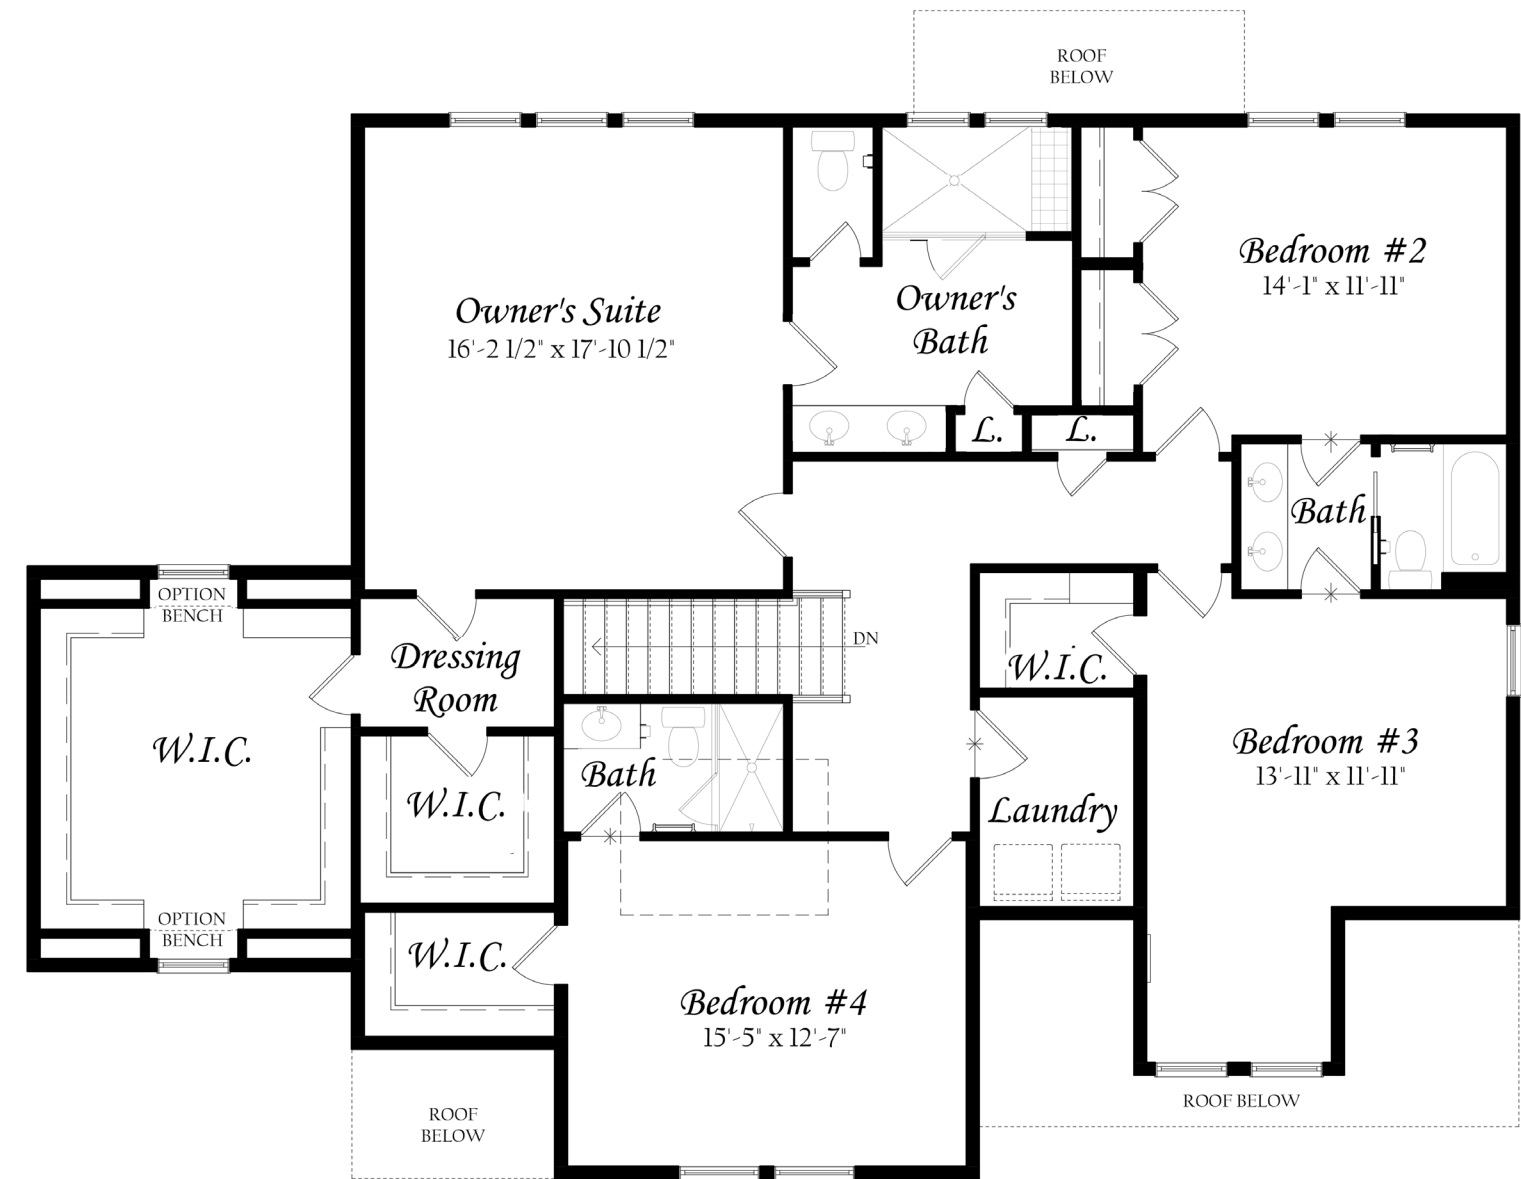 ROOF
BELOW
Bedroom #2
14'-1" x 11'-11"
Owner's Suite
16'-2 1/2" x 17'-10 1/2"
Owner's
Bath
L.
L.
Bath
OPTION
BENCH
DN
Dressing
Room
W.I.C.
W.I.C.
Bedroom #3
13'-11" x 11'-11"
Bath
W.I.C.
Laundry
OPTION
BENCH
W.I.C.
Bedroom #4
15'-5" x 12'-7"
ROOF BELOW
ROOF
BELOW